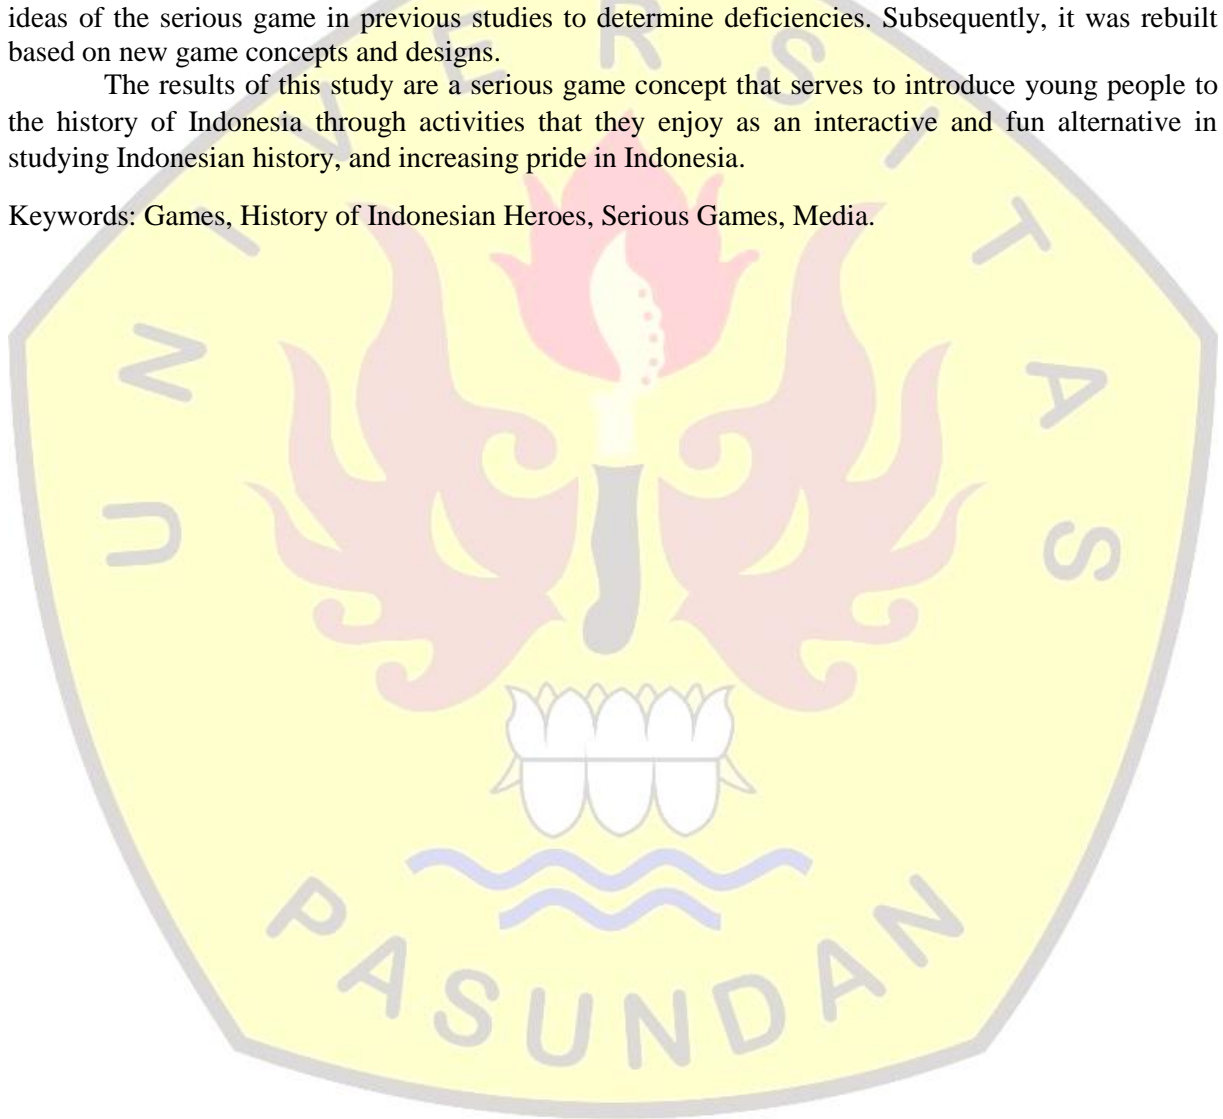 ideas of the serious game in previous studies to determine deficiencies. Subsequently, it was rebuilt
based on new game concepts and designs.
The results of this study are a serious game concept that serves to introduce young people to
the history of Indonesia through activities that they enjoy as an interactive and fun alternative in
studying Indonesian history, and increasing pride in Indonesia.
Keywords: Games, History of Indonesian Heroes, Serious Games, Media.
UNIVERSITAS
PASUNDAN